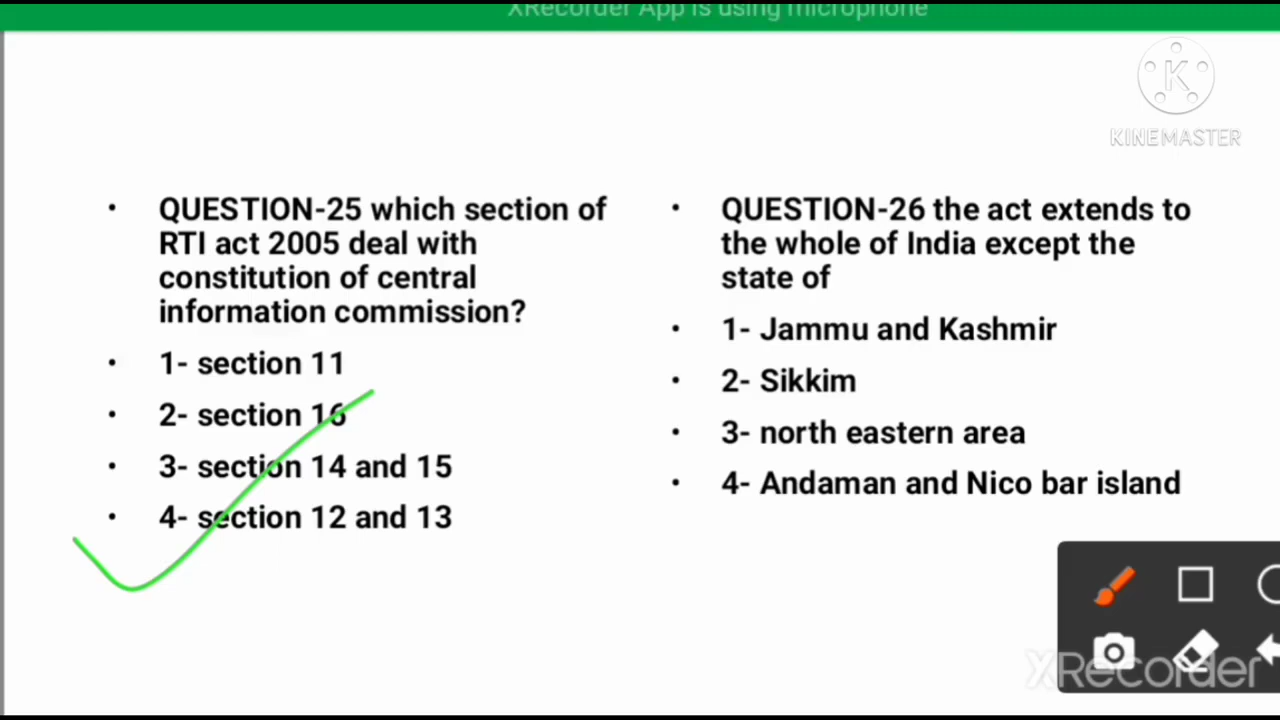 XRecorder App is using microphone
K
KINEMASTER
QUESTION-25 which section of
RTI act 2005 deal with
constitution of central
information commission?
1- section 11
2- section 16
3- section 14 and 15
4- section 12 and 13
QUESTION-26 the act extends to
the whole of India except the
state of
1- Jammu and Kashmir
2- Sikkim
3- north eastern area
4- Andaman and Nico bar island
XRecorder